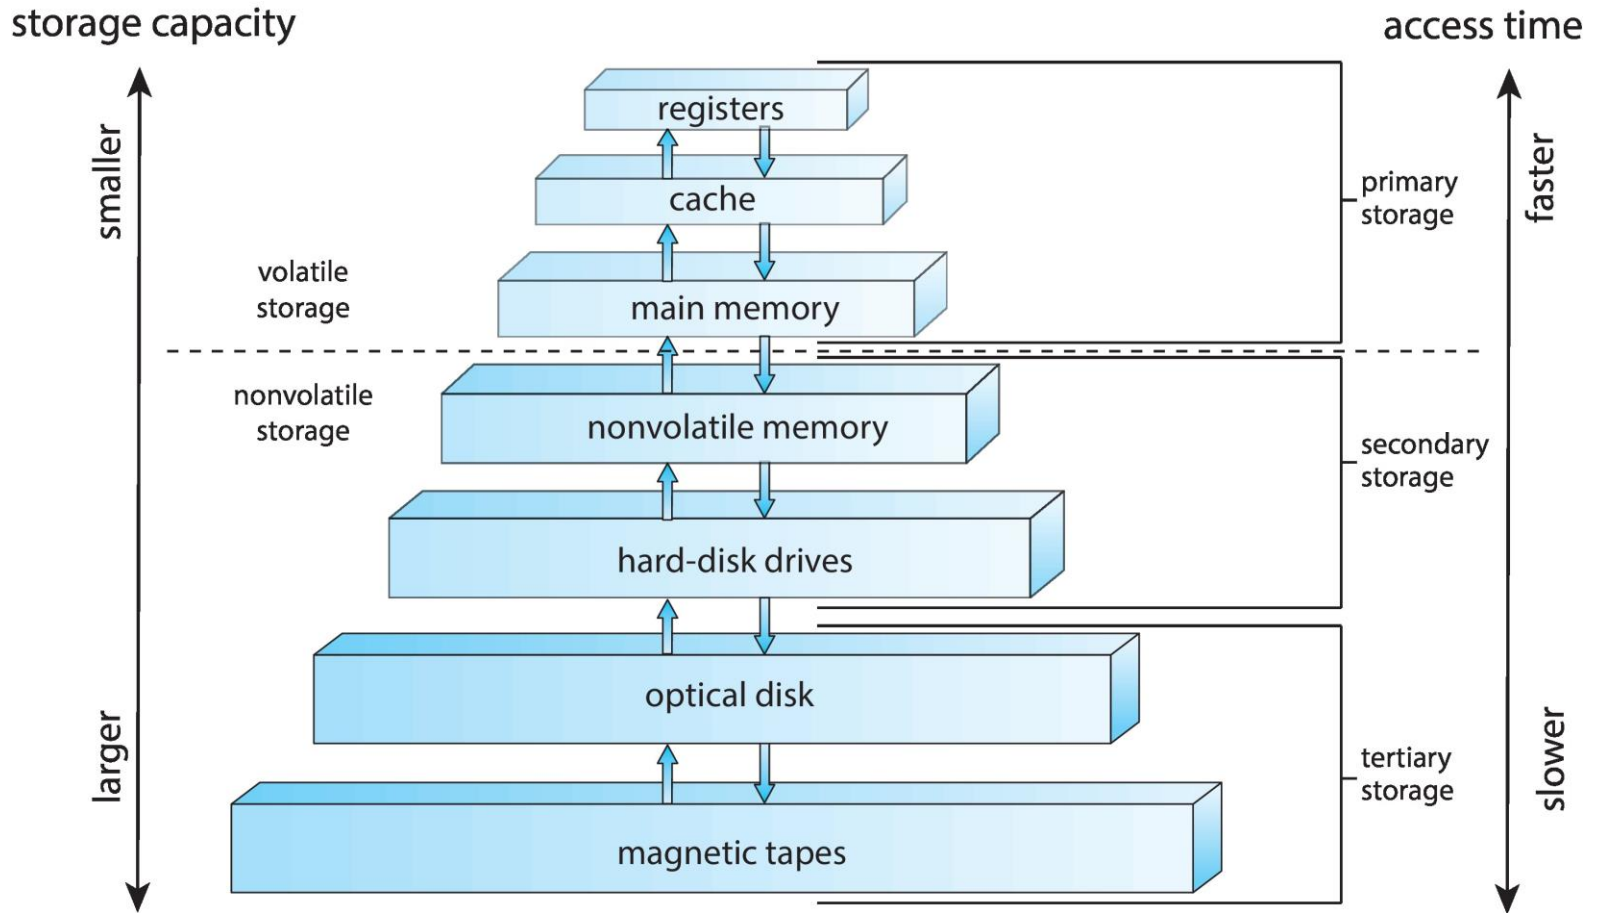 storage capacity
access time
smaller
faster
registers
cache
primary
storage
volatile
storage
main memory
nonvolatile
storage
nonvolatile memory
secondary
storage
hard-disk drives
larger
slower
optical disk
tertiary
storage
magnetic tapes